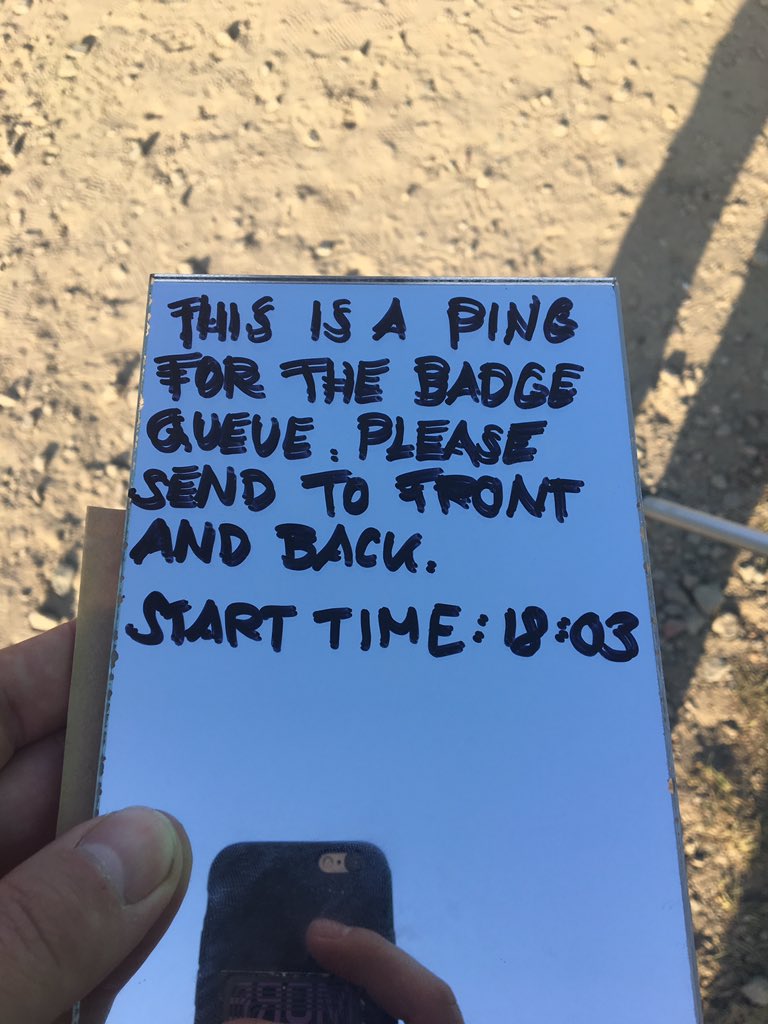 THIS IS A PING
FOR THE BADGE
QUEUE. PLEASE
SEND TO FRONT
AND BACK.
START TIME: 18:03